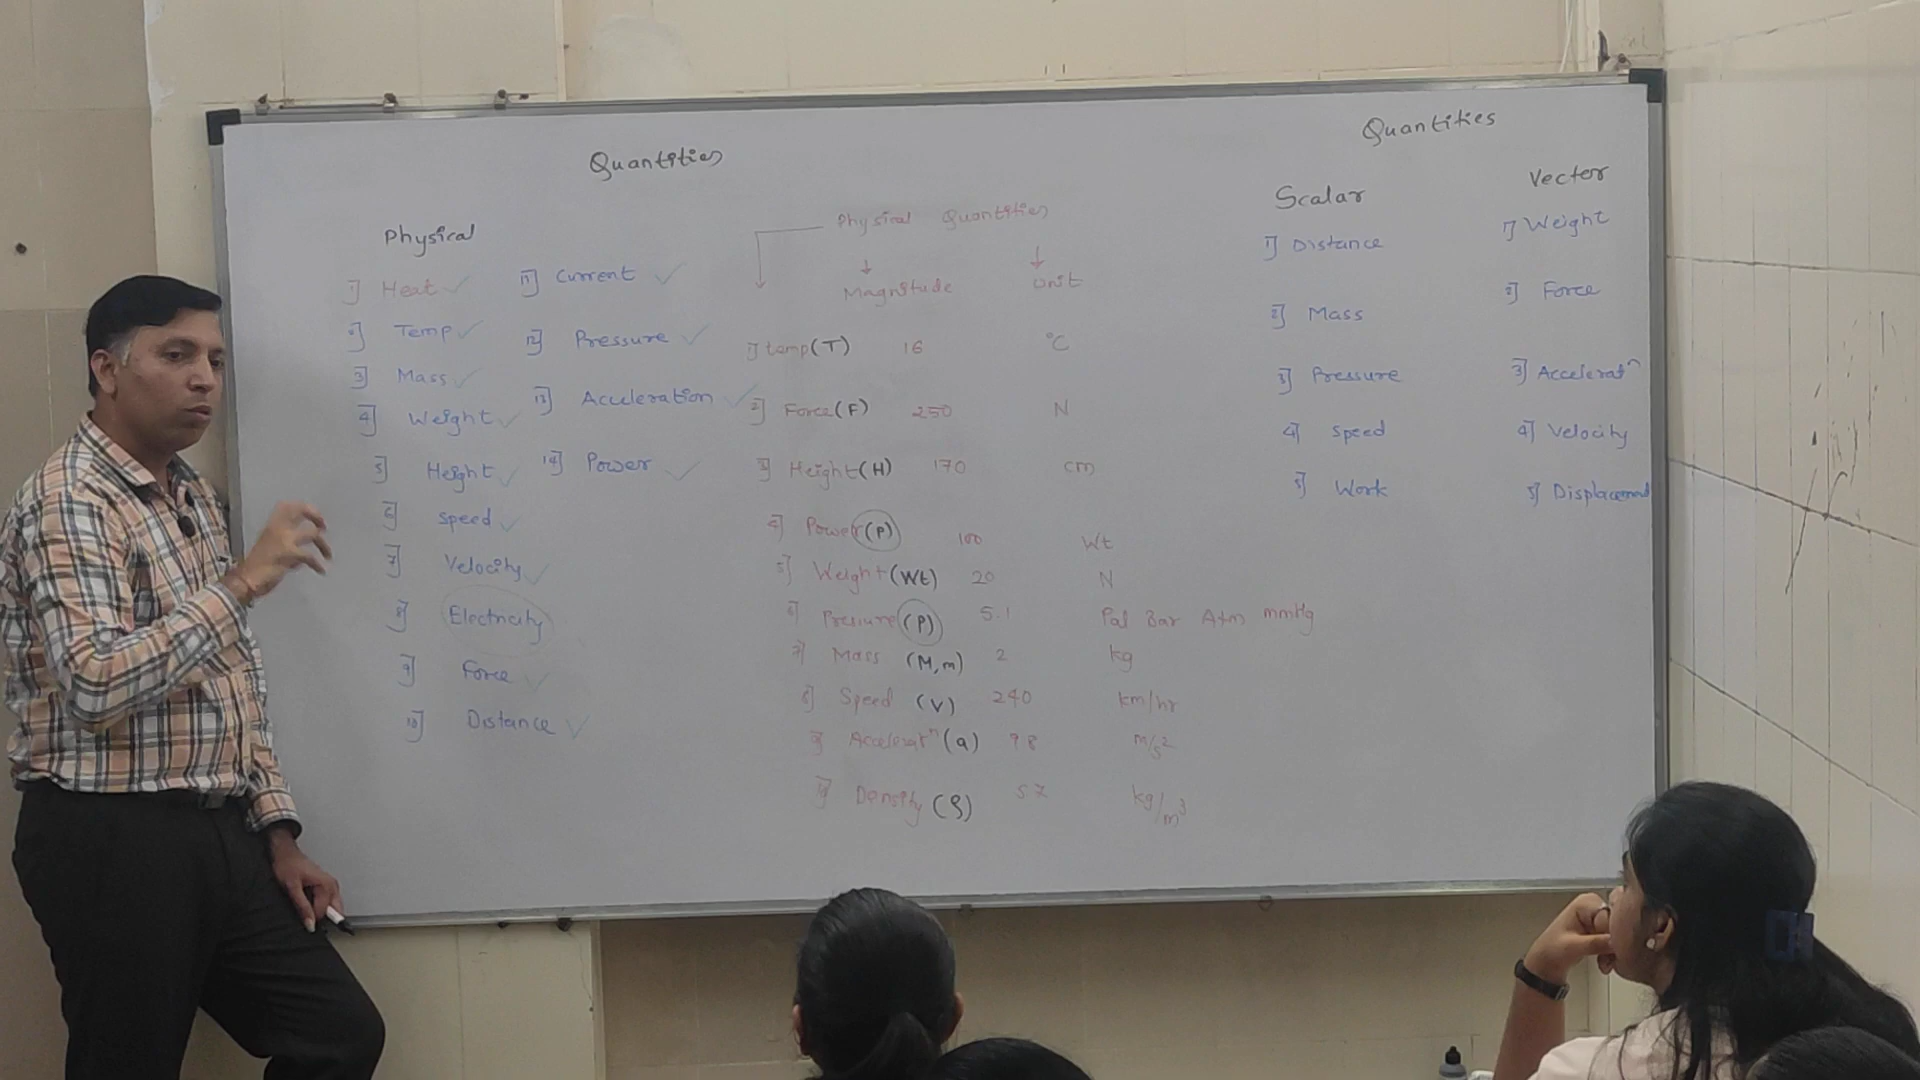 Quantities
Physical
1] Heat
2] Temp
3] Mass
4] Weight
5] Height
6] Speed
7] Velocity
8] Electricity
9] Force
10] Distance
11] Current
12] Pressure
13] Acceleration
14] Power
Physical Quantities
Magnitude Unit
1] temp(T) 16 °C
2] Force(F) 250 N
3] Height(H) 170 cm
4] Power(P) 100 Wt
5] Weight(Wt) 20 N
6] Pressure(P) 5.1 Pal Bar Atm mmHg
7] Mass (M,m) 2 kg
8] Speed (v) 240 km/hr
9] Acceleratⁿ(a) 98 m/s²
10] Density(ρ) 57 kg/m³
Quantities
Scalar
1] Distance
2] Mass
3] Pressure
4] Speed
5] Work
Vector
1] Weight
2] Force
3] Acceleratⁿ
4] Velocity
5] Displacement